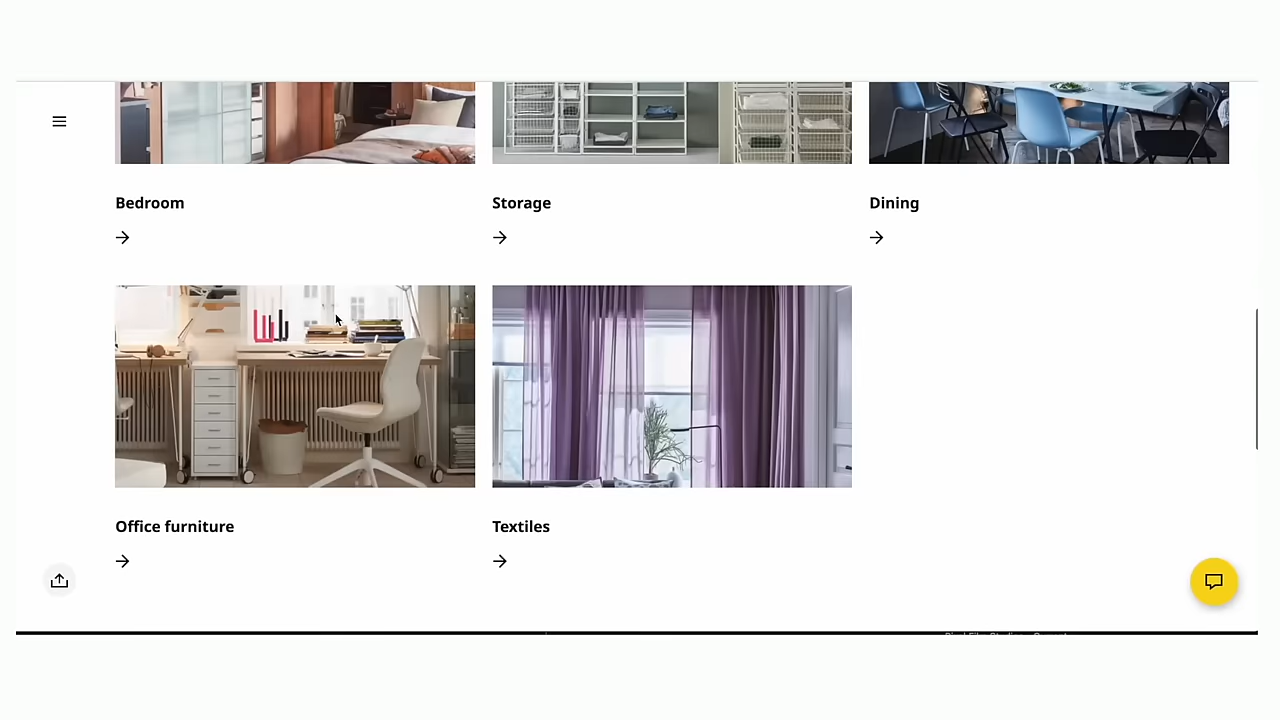 Bedroom
Storage
Dining
Office furniture
Textiles